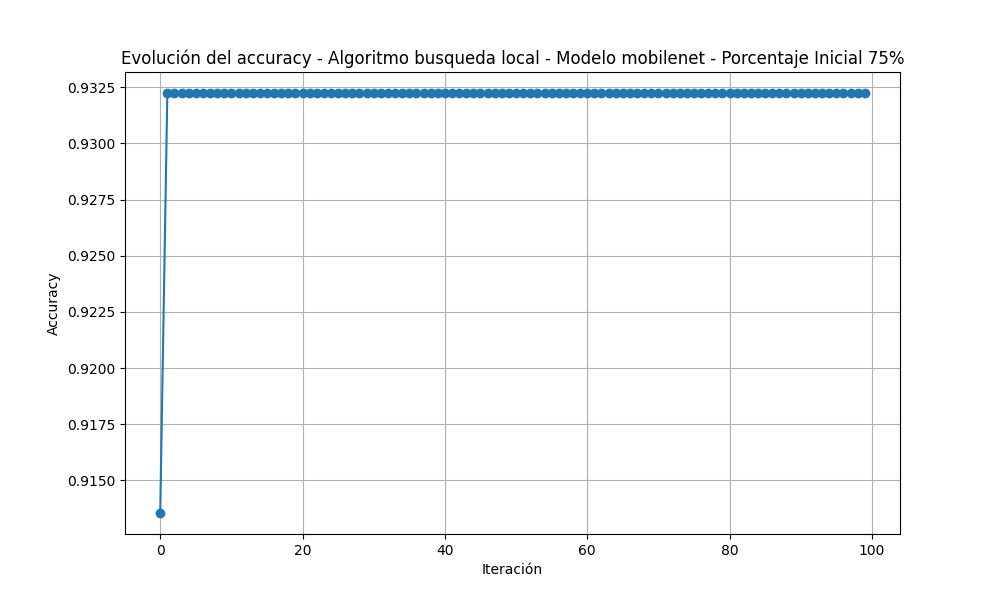 Evolución del accuracy - Algoritmo busqueda local - Modelo mobilenet - Porcentaje Inicial 75%
0.9325
0.9300
0.9275
0.9250
0.9225
0.9200
0.9175
0.9150
Accuracy
0 20 40 60 80 100
Iteración